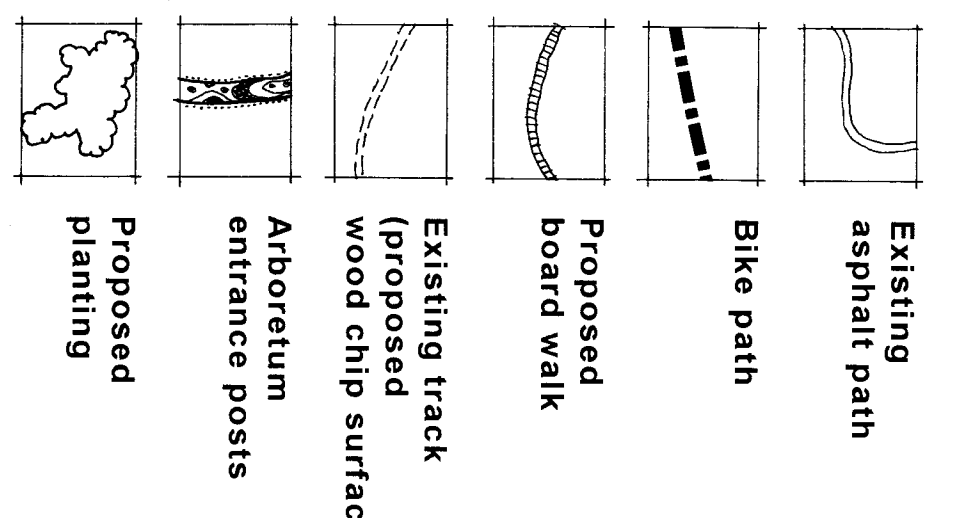 Existing
asphalt path
Bike path
Proposed
board walk
Existing track
(proposed
wood chip surfac
Arboretum
entrance posts
Proposed
planting